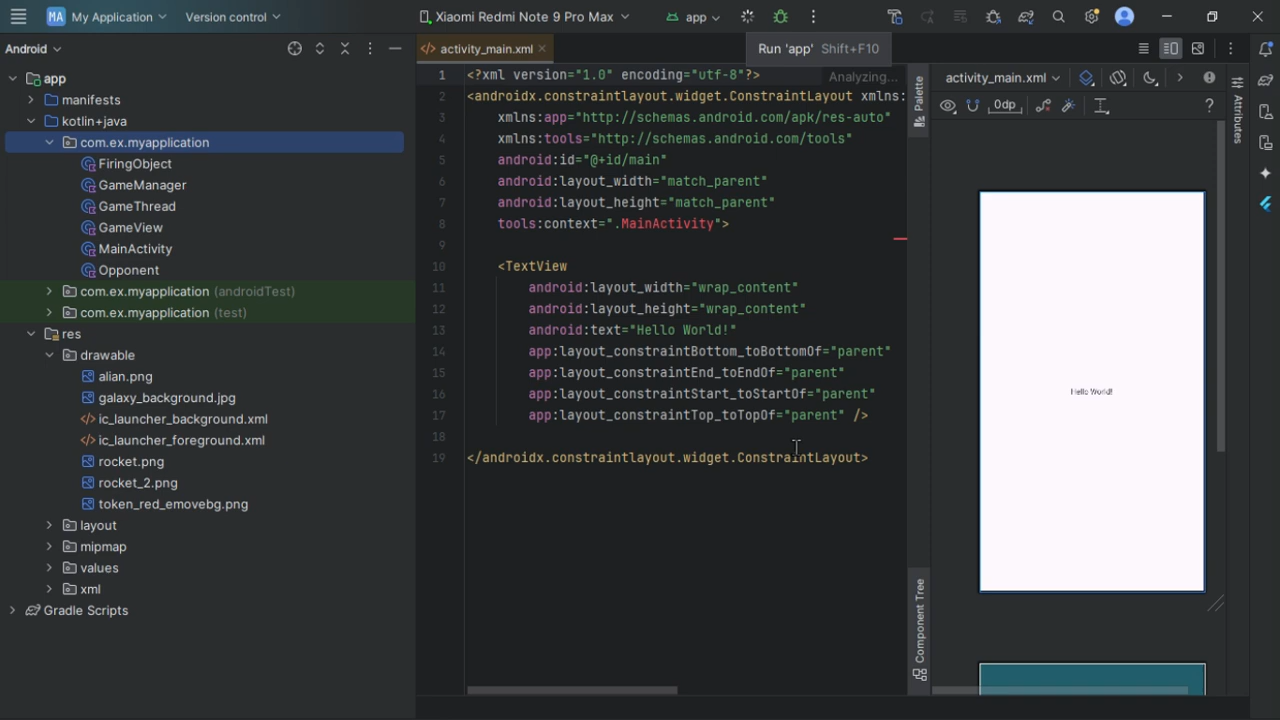 MA My Application Version control Xiaomi Redmi Note 9 Pro Max app
Android
app
manifests
kotlin+java
com.ex.myapplication
FiringObject
GameManager
GameThread
GameView
MainActivity
Opponent
com.ex.myapplication (androidTest)
com.ex.myapplication (test)
res
drawable
alian.png
galaxy_background.jpg
ic_launcher_background.xml
ic_launcher_foreground.xml
rocket.png
rocket_2.png
token_red_emovebg.png
layout
mipmap
values
xml
Gradle Scripts
activity_main.xml
Run 'app' Shift+F10
Analyzing...
1 <?xml version="1.0" encoding="utf-8"?>
2 <androidx.constraintlayout.widget.ConstraintLayout xmlns:
3 xmlns:app="http://schemas.android.com/apk/res-auto"
4 xmlns:tools="http://schemas.android.com/tools"
5 android:id="@+id/main"
6 android:layout_width="match_parent"
7 android:layout_height="match_parent"
8 tools:context=".MainActivity">
9
10 <TextView
11 android:layout_width="wrap_content"
12 android:layout_height="wrap_content"
13 android:text="Hello World!"
14 app:layout_constraintBottom_toBottomOf="parent"
15 app:layout_constraintEnd_toEndOf="parent"
16 app:layout_constraintStart_toStartOf="parent"
17 app:layout_constraintTop_toTopOf="parent" />
18
19 </androidx.constraintlayout.widget.ConstraintLayout>
Palette
Component Tree
activity_main.xml
0dp
?
Hello World!
Attributes